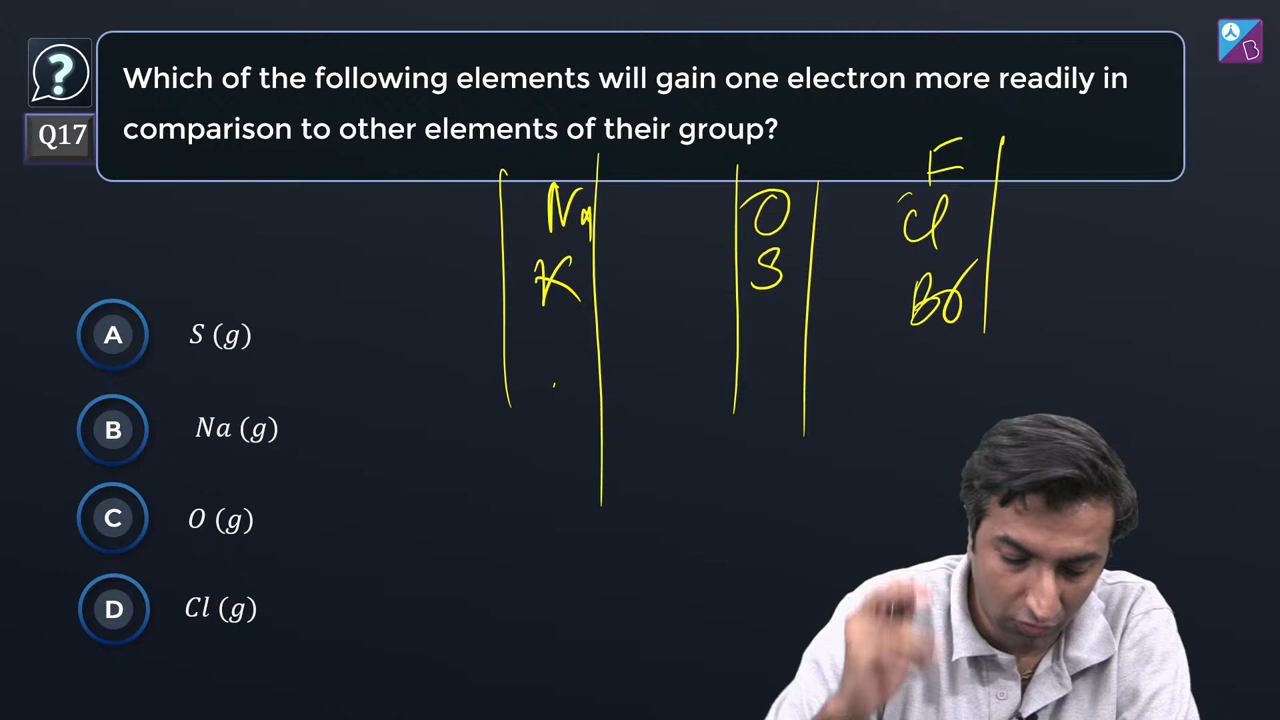 Which of the following elements will gain one electron more readily in
Q17
comparison to other elements of their group?
F
Na
O
Cl
K
S
Br
A
S (g)
B
Na (g)
C
O (g)
D
Cl (g)
B